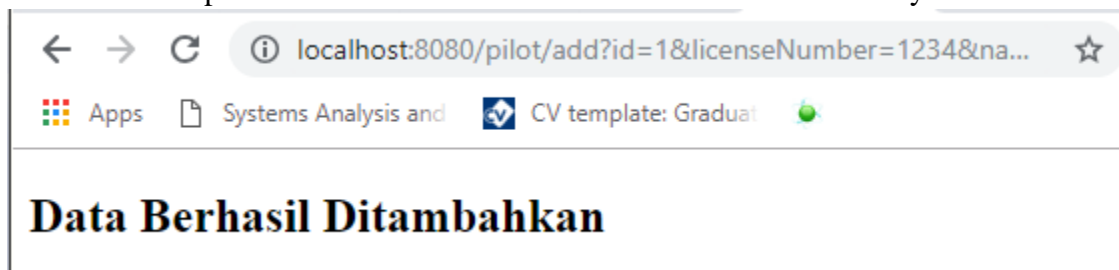 localhost:8080/pilot/add?id=1&licenseNumber=1234&na...
Apps Systems Analysis and CV template: Graduat
Data Berhasil Ditambahkan